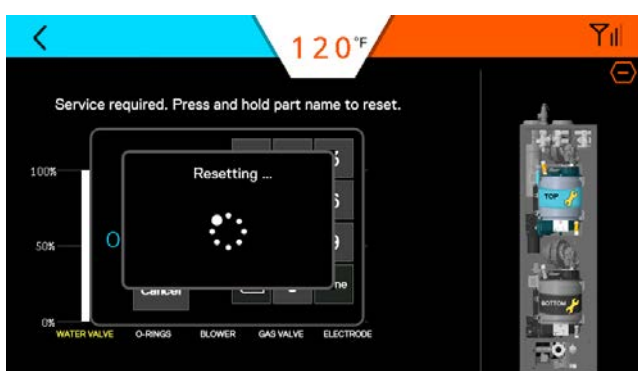 120°F
Service required. Press and hold part name to reset.
100%
50%
0%
Resetting ...
0
Cancel
TOP
BOTTOM
WATER VALVE
O-RINGS
BLOWER
GAS VALVE
ELECTRODE